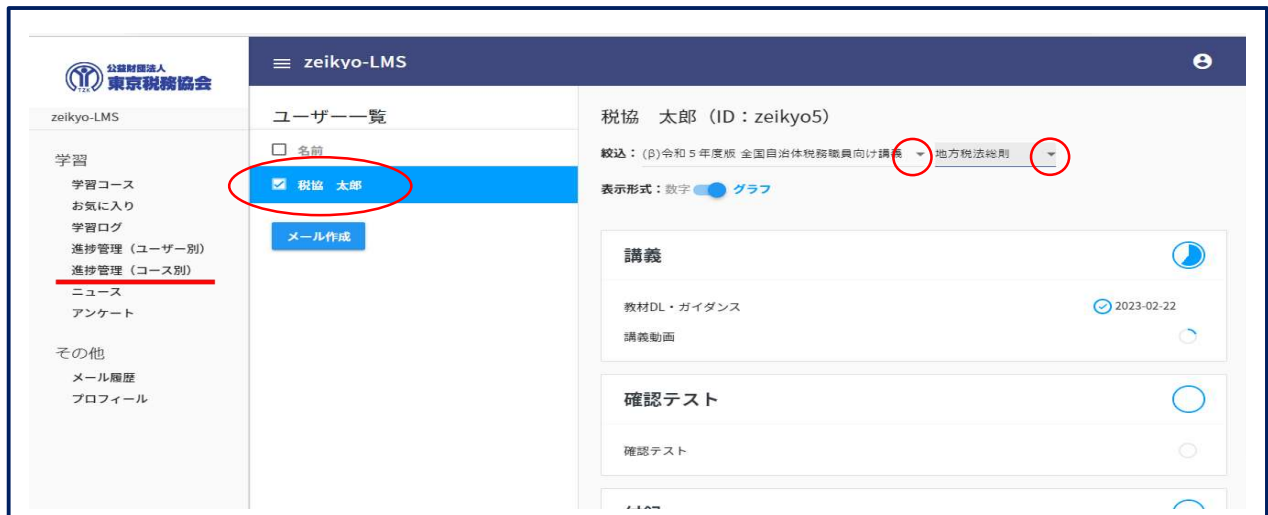 公益財団法人
東京税務協会
TZK
zeikyo-LMS
学習
学習コース
お気に入り
学習ログ
進捗管理（ユーザー別）
進捗管理（コース別）
ニュース
アンケート
その他
メール履歴
プロフィール
zeikyo-LMS
ユーザー一覧
名前
税協　太郎
メール作成
税協　太郎（ID：zeikyo5）
絞込： (β)令和５年度版 全国自治体税務職員向け講義 地方税法総則
表示形式：数字 グラフ
講義
教材DL・ガイダンス 2023-02-22
講義動画
確認テスト
確認テスト